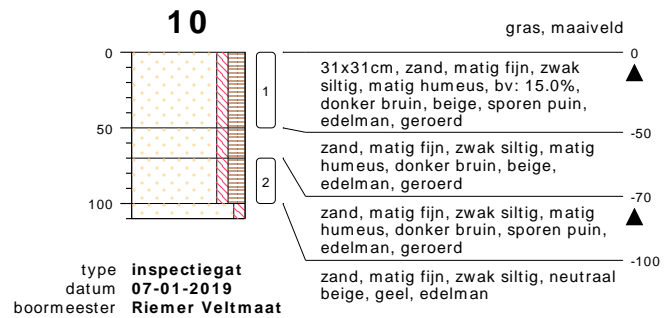 10
gras, maaiveld
0
0
31x31cm, zand, matig fijn, zwak
siltig, matig humeus, bv: 15.0%,
donker bruin, beige, sporen puin,
edelman, geroerd
1
50
-50
zand, matig fijn, zwak siltig, matig
humeus, donker bruin, beige,
edelman, geroerd
2
-70
100
zand, matig fijn, zwak siltig, matig
humeus, donker bruin, sporen puin,
edelman, geroerd
-100
zand, matig fijn, zwak siltig, neutraal
beige, geel, edelman
type inspectiegat
datum 07-01-2019
boormeester Riemer Veltmaat